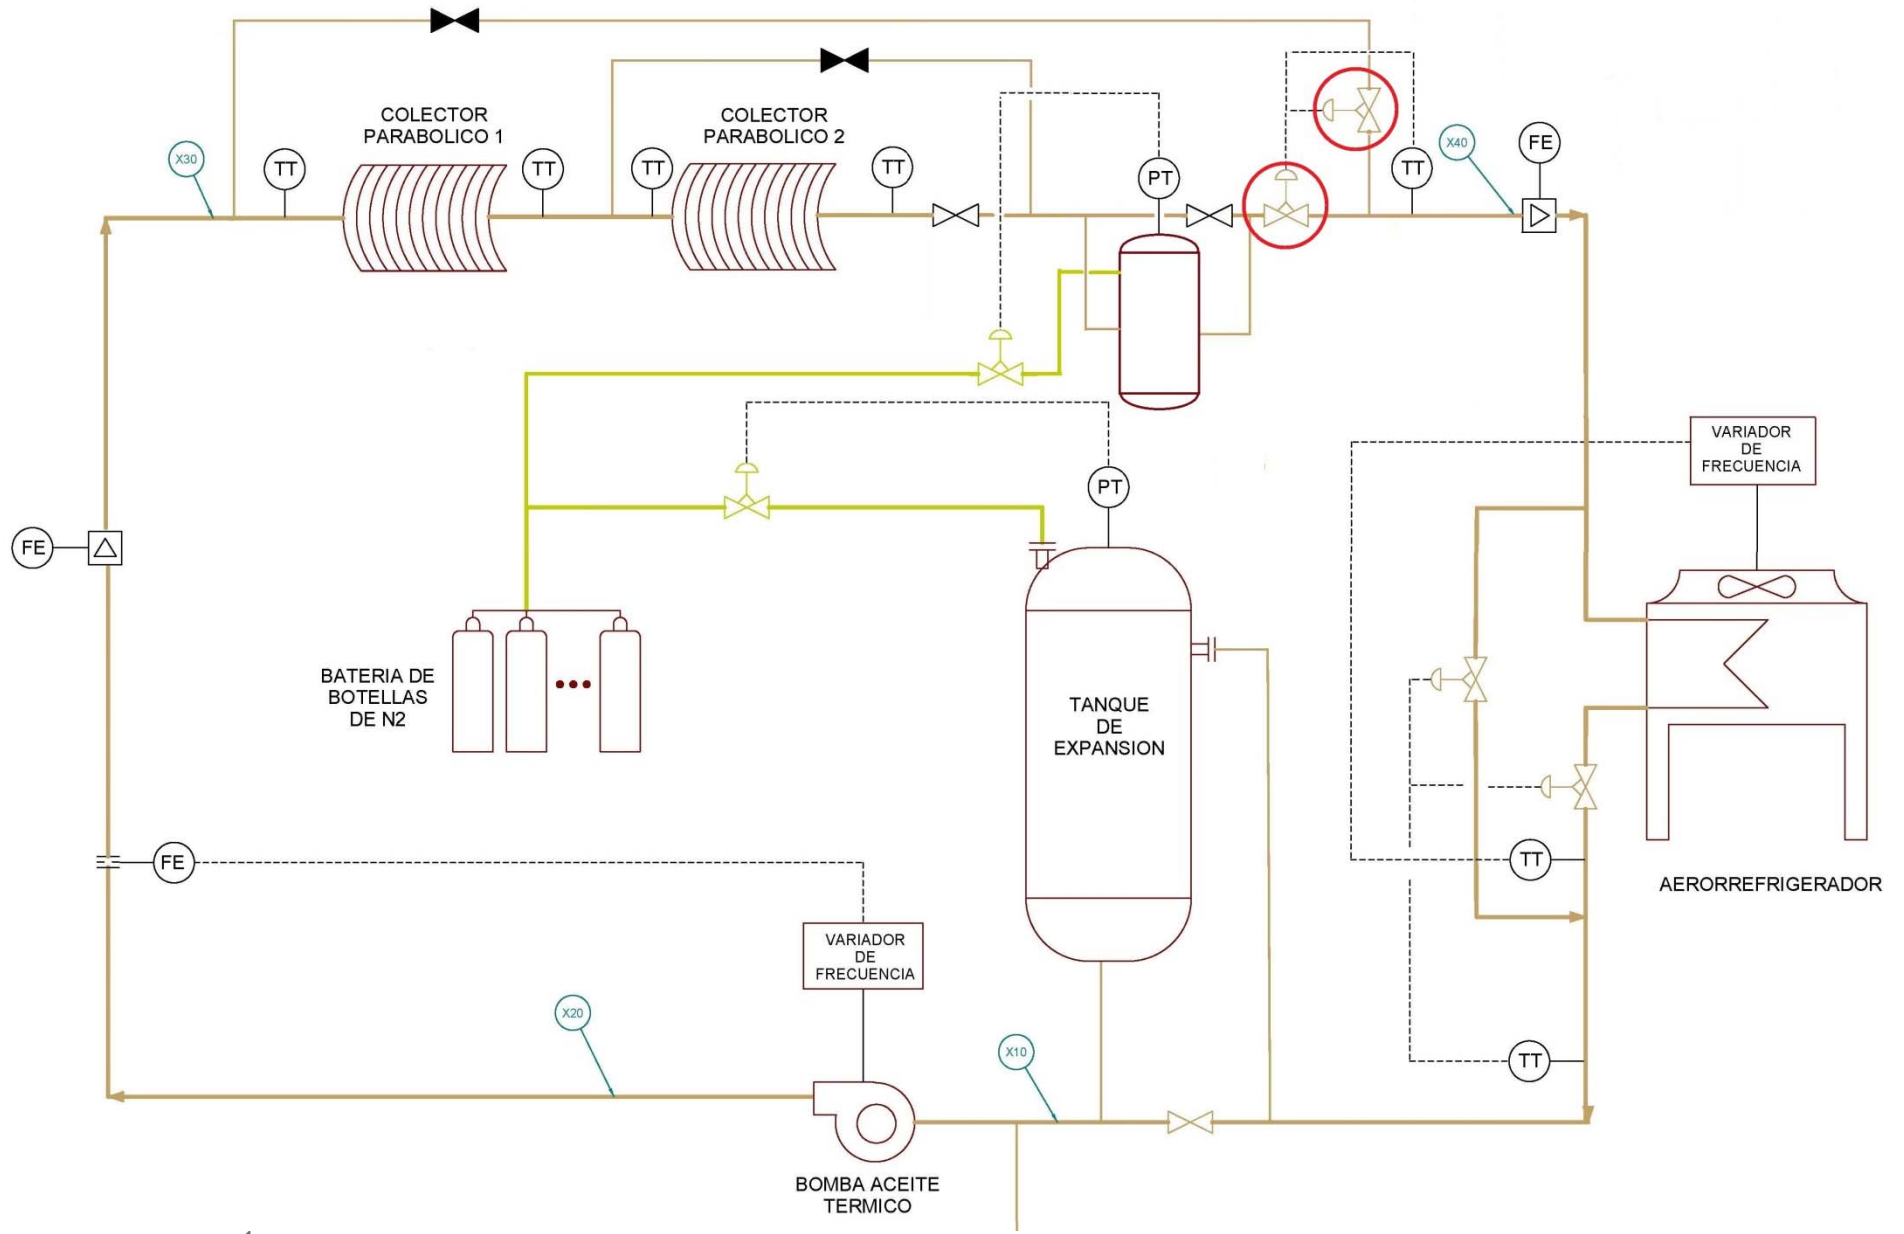 COLECTOR
PARABOLICO 1
COLECTOR
PARABOLICO 2
X30
TT
TT
TT
TT
PT
TT
X40
FE
VARIADOR
DE
FRECUENCIA
PT
FE
BATERIA DE
BOTELLAS
DE N2
TANQUE
DE
EXPANSION
FE
TT
AERORREFRIGERADOR
VARIADOR
DE
FRECUENCIA
X20
X10
TT
BOMBA ACEITE
TERMICO